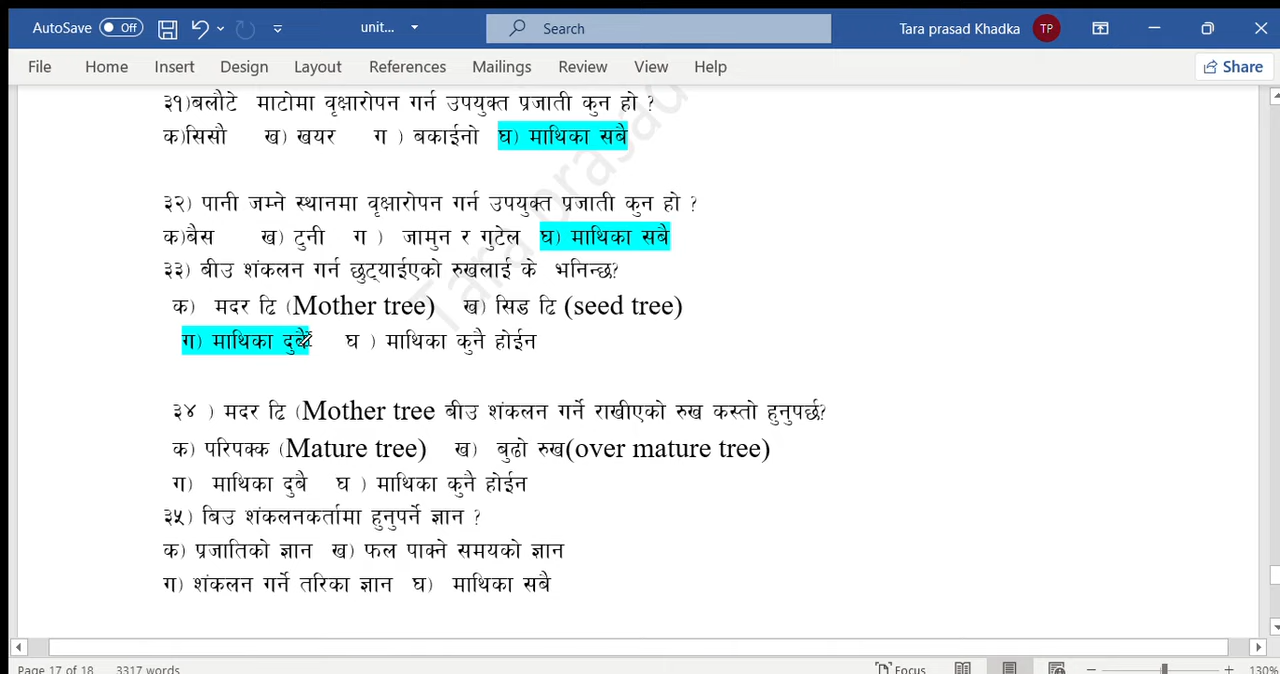 AutoSave Off unit... Search Tara prasad Khadka TP
File Home Insert Design Layout References Mailings Review View Help Share
३१)बलौटे माटोमा वृक्षारोपन गर्न उपयुक्त प्रजाती कुन हो ?
क)सिसौ ख) खयर ग ) बकाईनो घ) माथिका सबै
३२) पानी जम्ने स्थानमा वृक्षारोपन गर्न उपयुक्त प्रजाती कुन हो ?
क)बैस ख) टुनी ग ) जामुन र गुटेल घ) माथिका सबै
३३) बीउ शंकलन गर्न छुट्याईएको रुखलाई के भनिन्छ?
क) मदर ट्रि (Mother tree) ख) सिड ट्रि (seed tree)
ग) माथिका दुबै घ ) माथिका कुनै होईन
३४ ) मदर ट्रि (Mother tree बीउ शंकलन गर्ने राखीएको रुख कस्तो हुनुपर्छ?
क) परिपक्क (Mature tree) ख) बुढो रुख(over mature tree)
ग) माथिका दुबै घ ) माथिका कुनै होईन
३५) बिउ शंकलनकर्तामा हुनुपर्ने ज्ञान ?
क) प्रजातिको ज्ञान ख) फल पाक्ने समयको ज्ञान
ग) शंकलन गर्ने तरिका ज्ञान घ) माथिका सबै
Tara prasad
Page 17 of 18 3317 words Focus 130%